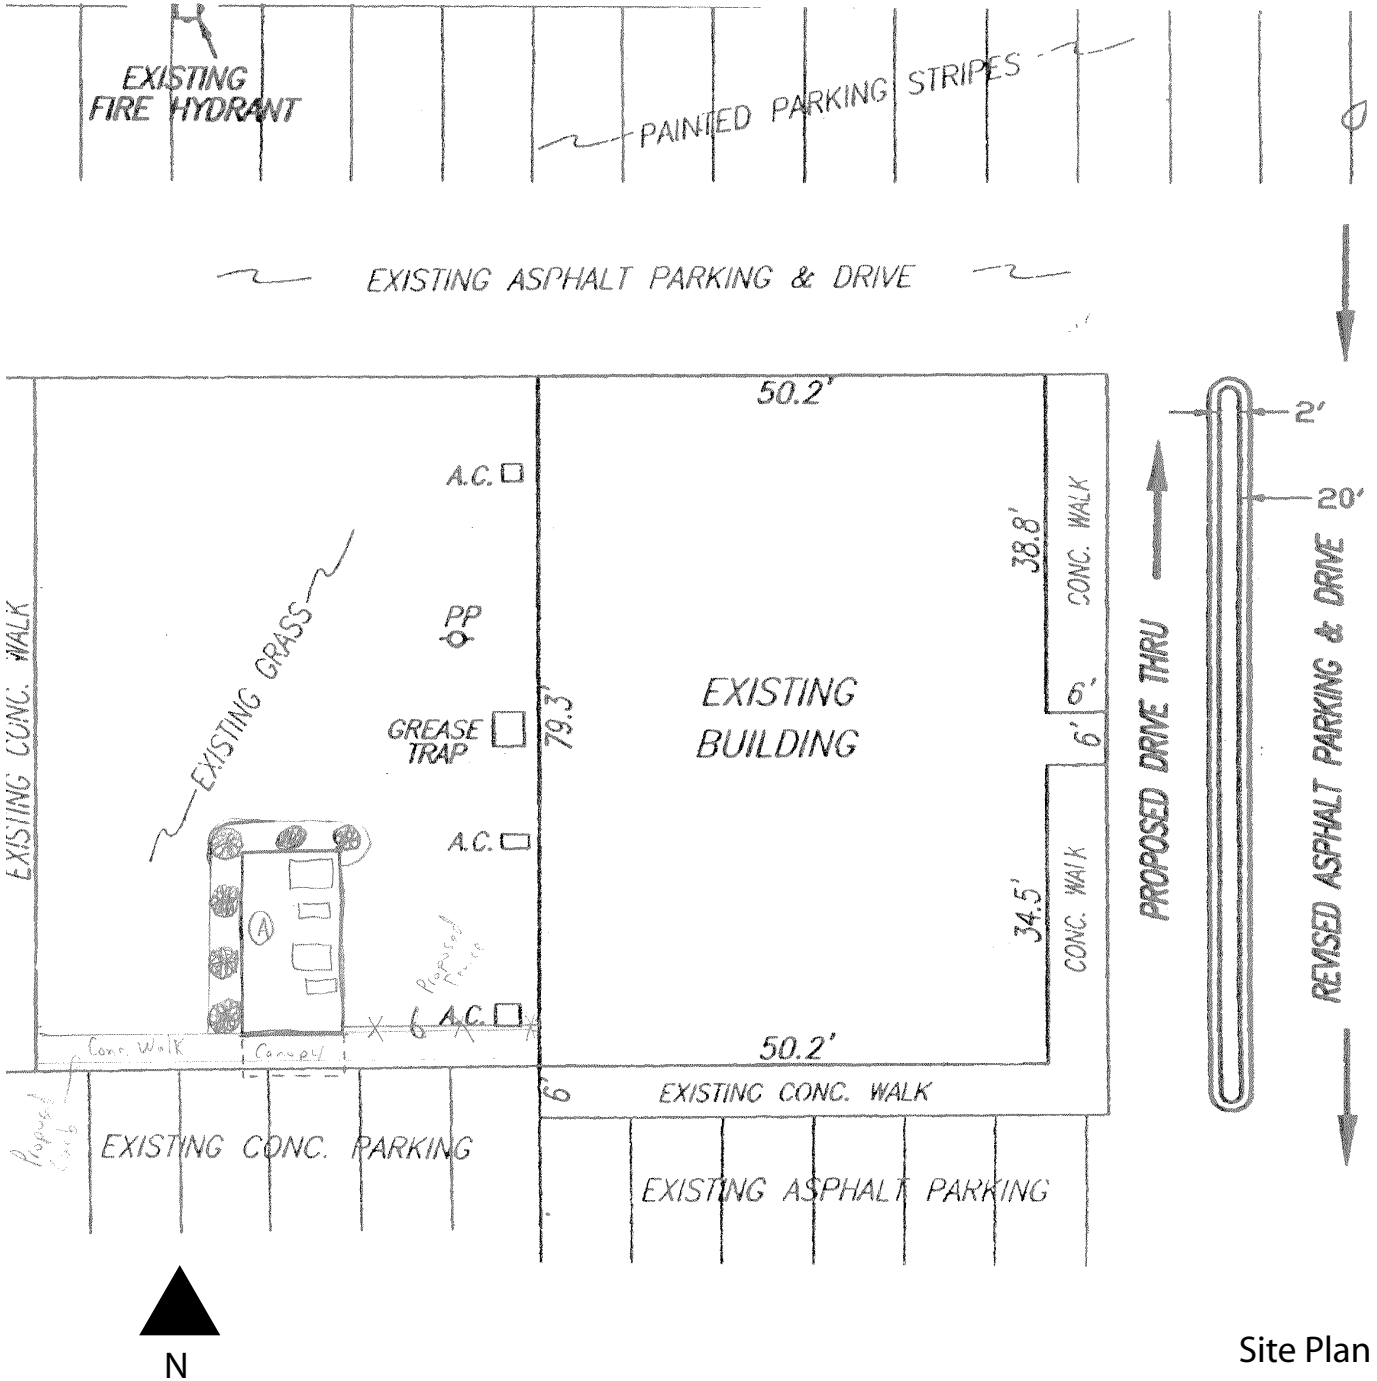 EXISTING
FIRE HYDRANT
PAINTED PARKING STRIPES
EXISTING ASPHALT PARKING & DRIVE
50.2'
2'
A.C.
20'
38.8'
CONC. WALK
EXISTING GRASS
PP
EXISTING CONC. WALK
GREASE
TRAP
79.3'
EXISTING
BUILDING
6'
6'
PROPOSED DRIVE THRU
REVISED ASPHALT PARKING & DRIVE
A.C.
A
34.5'
CONC. WALK
Proposed
6
A.C.
Conc. Walk
Canopy
50.2'
6'
EXISTING CONC. WALK
Proposed
Curb
EXISTING CONC. PARKING
EXISTING ASPHALT PARKING
N
Site Plan